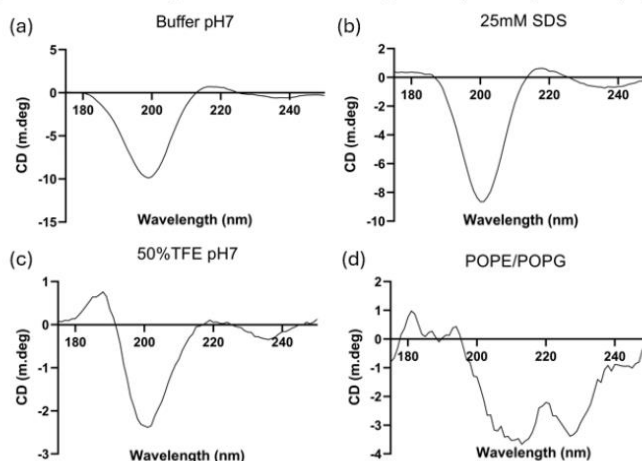 (a)
Buffer pH7
5
0
-5
-10
-15
180 200 220 240
CD (m.deg)
Wavelength (nm)
(b)
25mM SDS
2
0
-2
-4
-6
-8
-10
180 200 220 240
CD (m.deg)
Wavelength (nm)
(c)
50%TFE pH7
1
0
-1
-2
-3
180 200 220 240
CD (m.deg)
Wavelength (nm)
(d)
POPE/POPG
2
1
0
-1
-2
-3
-4
180 200 220 240
CD (m.deg)
Wavelength (nm)